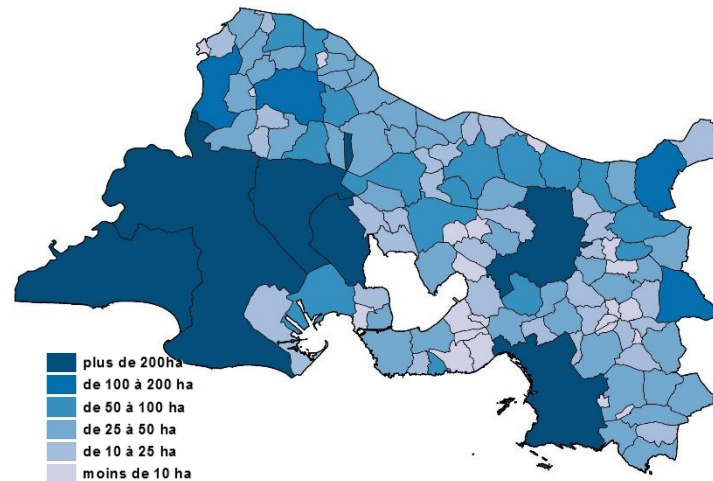 plus de 200ha
de 100 à 200 ha
de 50 à 100 ha
de 25 à 50 ha
de 10 à 25 ha
moins de 10 ha